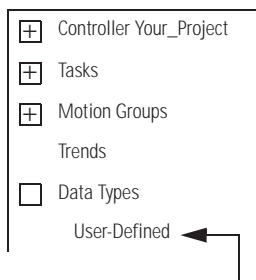 Controller Your_Project
Tasks
Motion Groups
Trends
Data Types
User-Defined